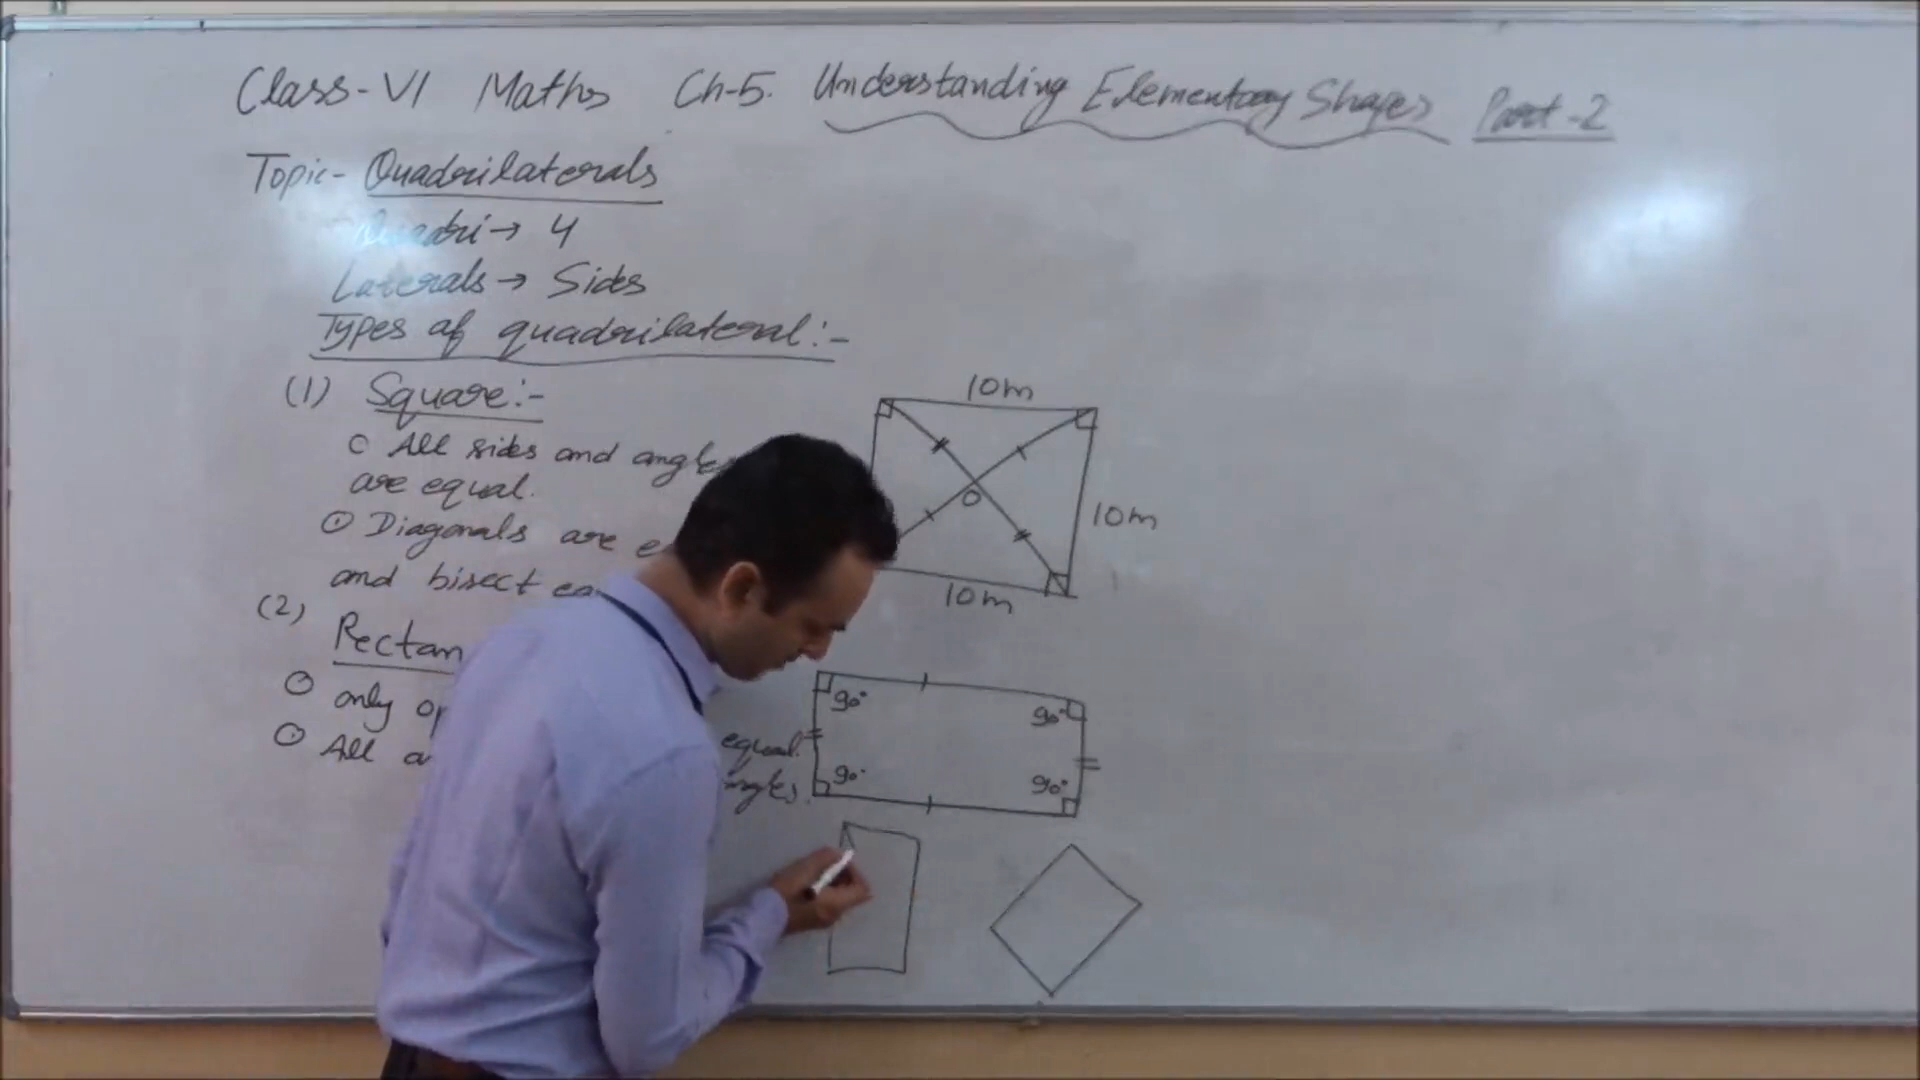 Class-VI Maths Ch-5. Understanding Elementary Shapes Part-2
Topic- Quadrilaterals
Quadri→ 4
Laterals→ Sides
Types of quadrilateral:-
(1) Square:-
All sides and angles
are equal.
Diagonals are
and bisect
(2)
only
All
equal.
10m
10m
10m
O
90°
90°
90°
90°